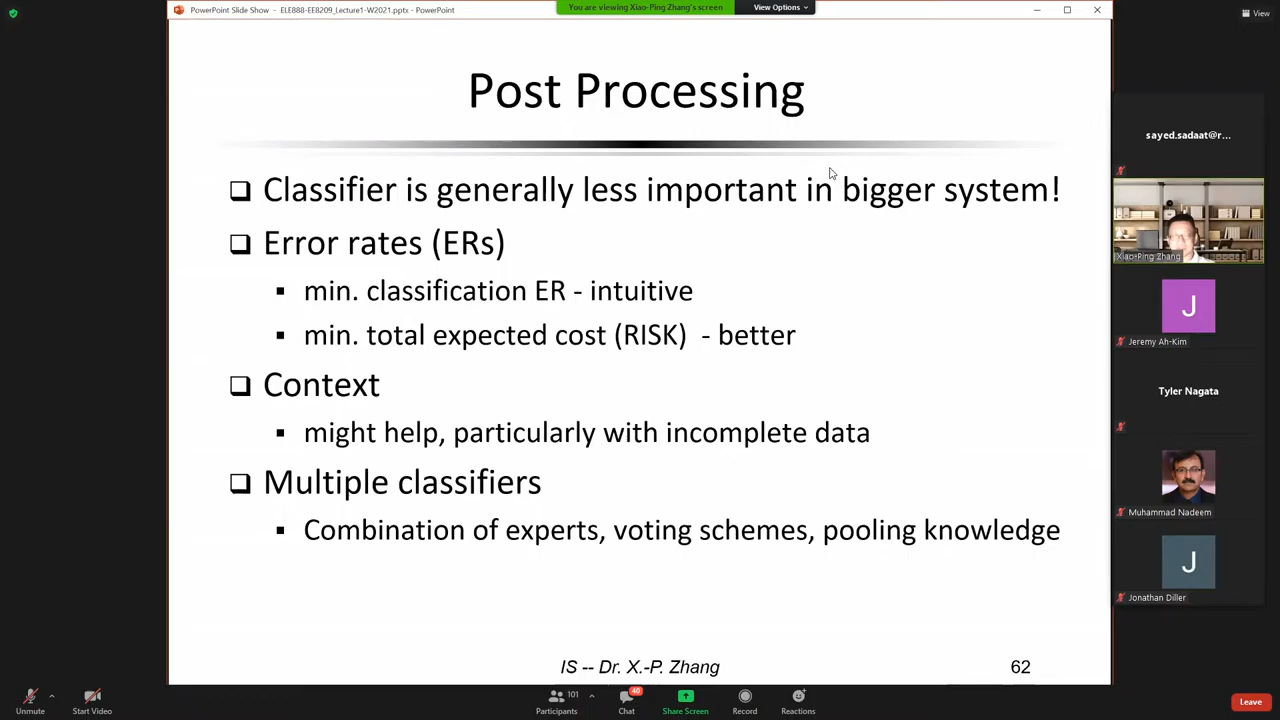 PowerPoint Slide Show - ELE888-EE8209_Lecture1-W2021.pptx - PowerPoint
You are viewing Xiao-Ping Zhang's screen
View Options
View
Post Processing
Classifier is generally less important in bigger system!
Error rates (ERs)
min. classification ER - intuitive
min. total expected cost (RISK) - better
Context
might help, particularly with incomplete data
Multiple classifiers
Combination of experts, voting schemes, pooling knowledge
IS -- Dr. X.-P. Zhang
62
sayed.sadaat@r...
Xiao-Ping Zhang
J
Jeremy Ah-Kim
Tyler Nagata
Muhammad Nadeem
J
Jonathan Diller
Unmute
Start Video
101
Participants
40
Chat
Share Screen
Record
Reactions
Leave